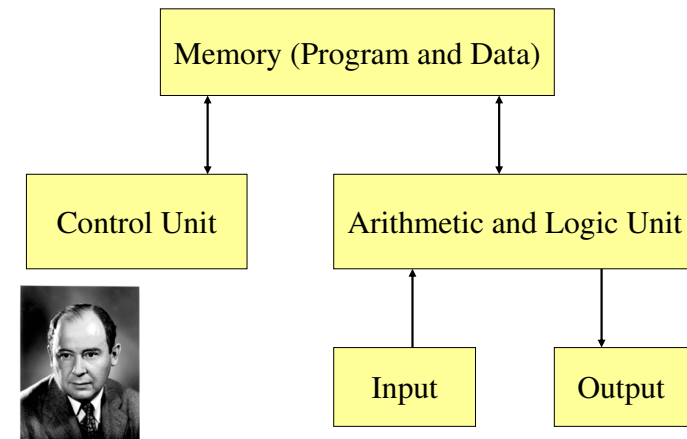 Memory (Program and Data)
Control Unit
Arithmetic and Logic Unit
Input
Output